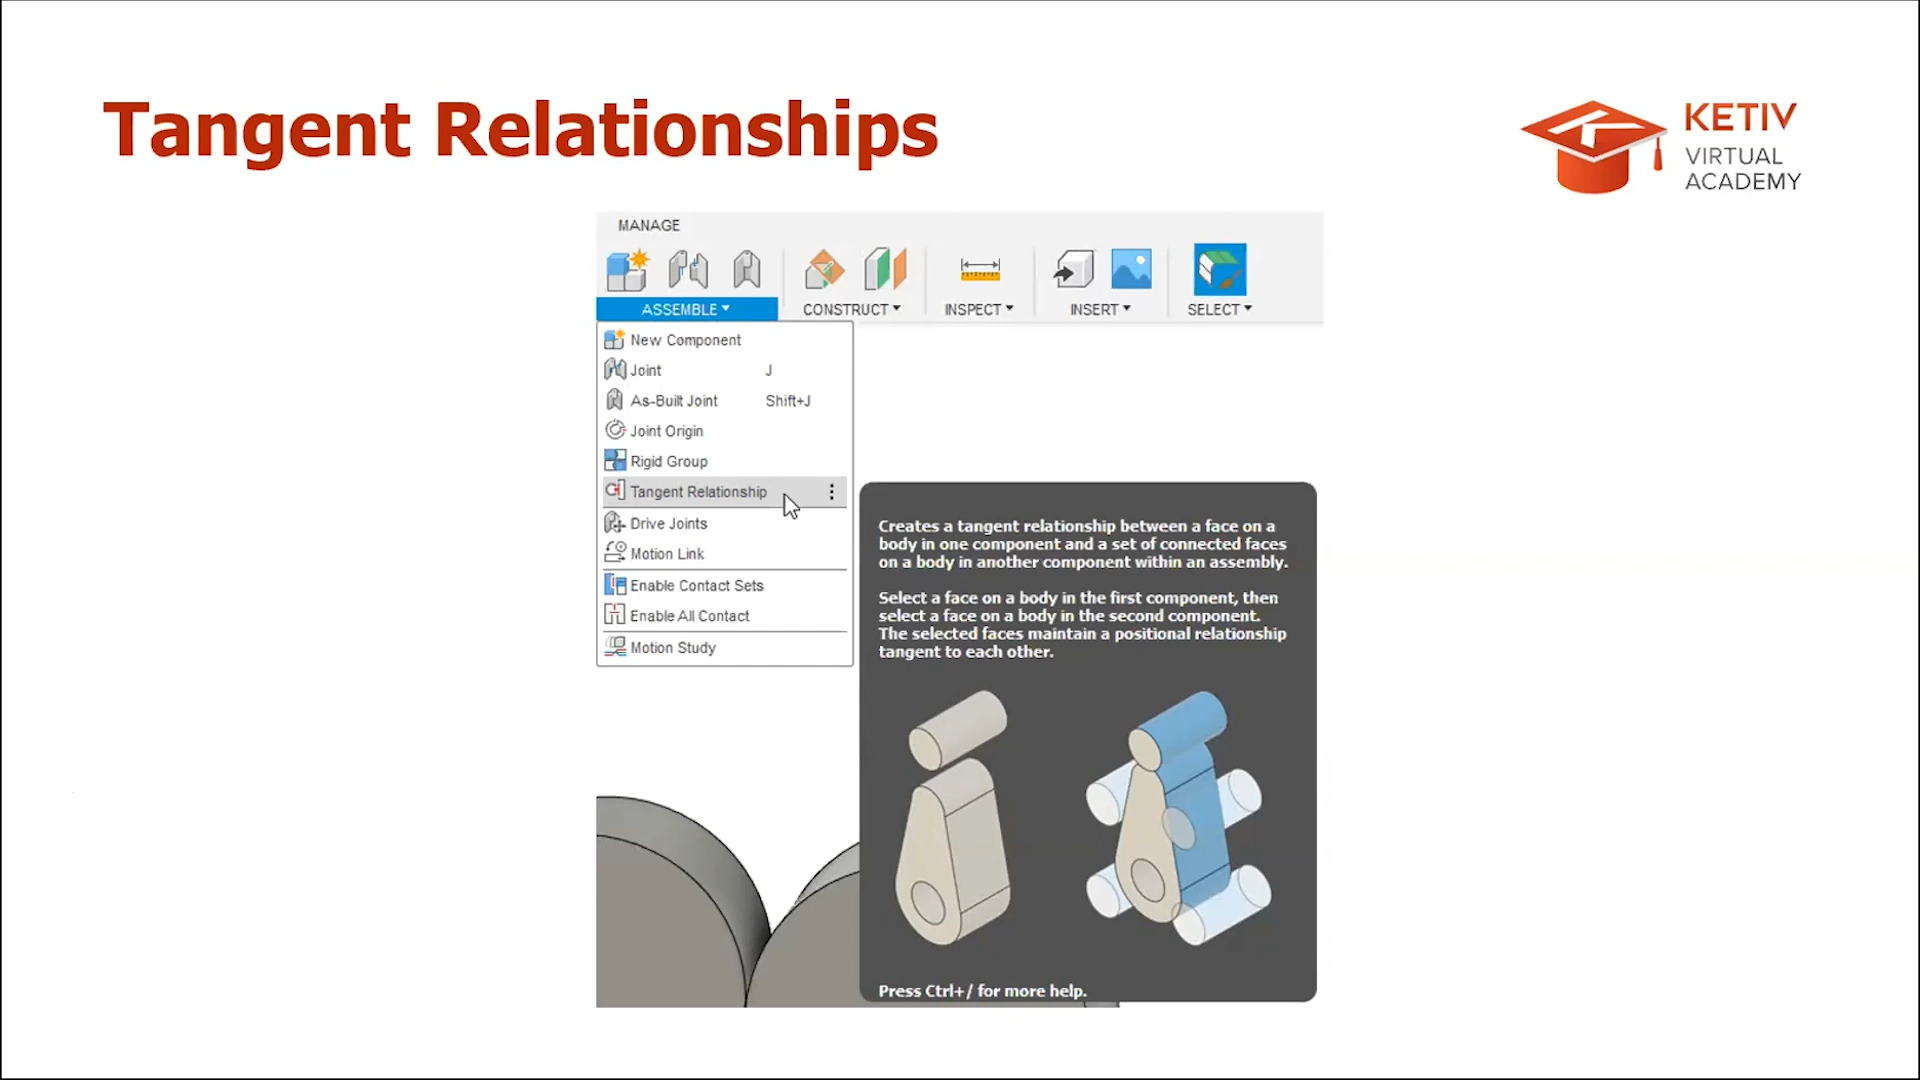 Tangent Relationships
KETIV
VIRTUAL
ACADEMY
MANAGE
ASSEMBLE CONSTRUCT INSPECT INSERT SELECT
New Component
Joint J
As-Built Joint Shift+J
Joint Origin
Rigid Group
Tangent Relationship
Drive Joints
Motion Link
Enable Contact Sets
Enable All Contact
Motion Study
Creates a tangent relationship between a face on a
body in one component and a set of connected faces
on a body in another component within an assembly.
Select a face on a body in the first component, then
select a face on a body in the second component.
The selected faces maintain a positional relationship
tangent to each other.
Press Ctrl+/ for more help.